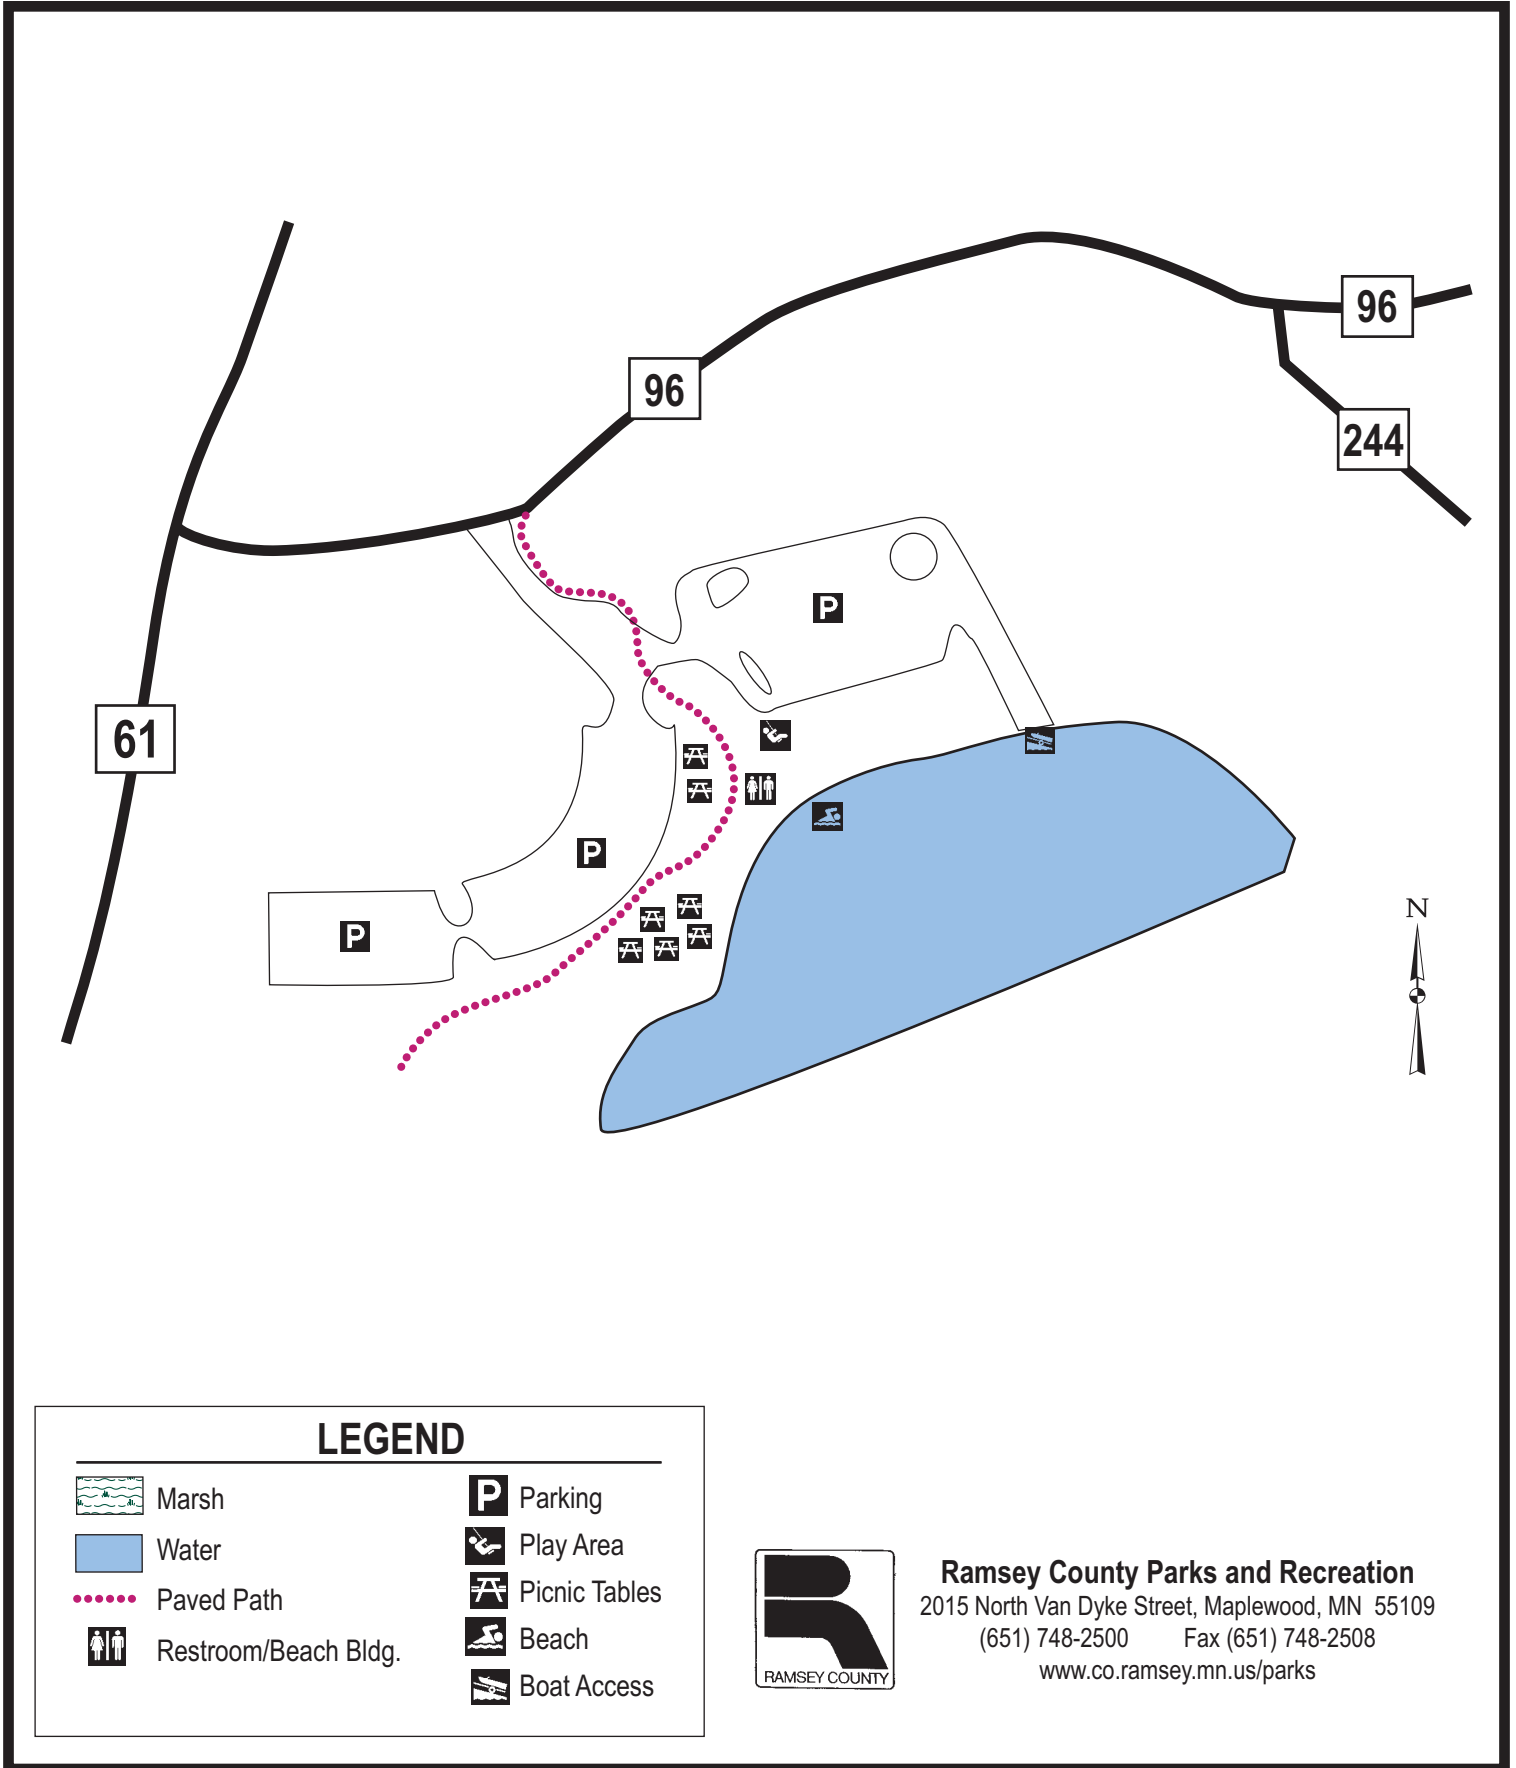 96
96
244
61
P
P
P
N
LEGEND
Marsh
Water
Paved Path
Restroom/Beach Bldg.
P Parking
Play Area
Picnic Tables
Beach
Boat Access
RAMSEY COUNTY
Ramsey County Parks and Recreation
2015 North Van Dyke Street, Maplewood, MN 55109
(651) 748-2500 Fax (651) 748-2508
www.co.ramsey.mn.us/parks